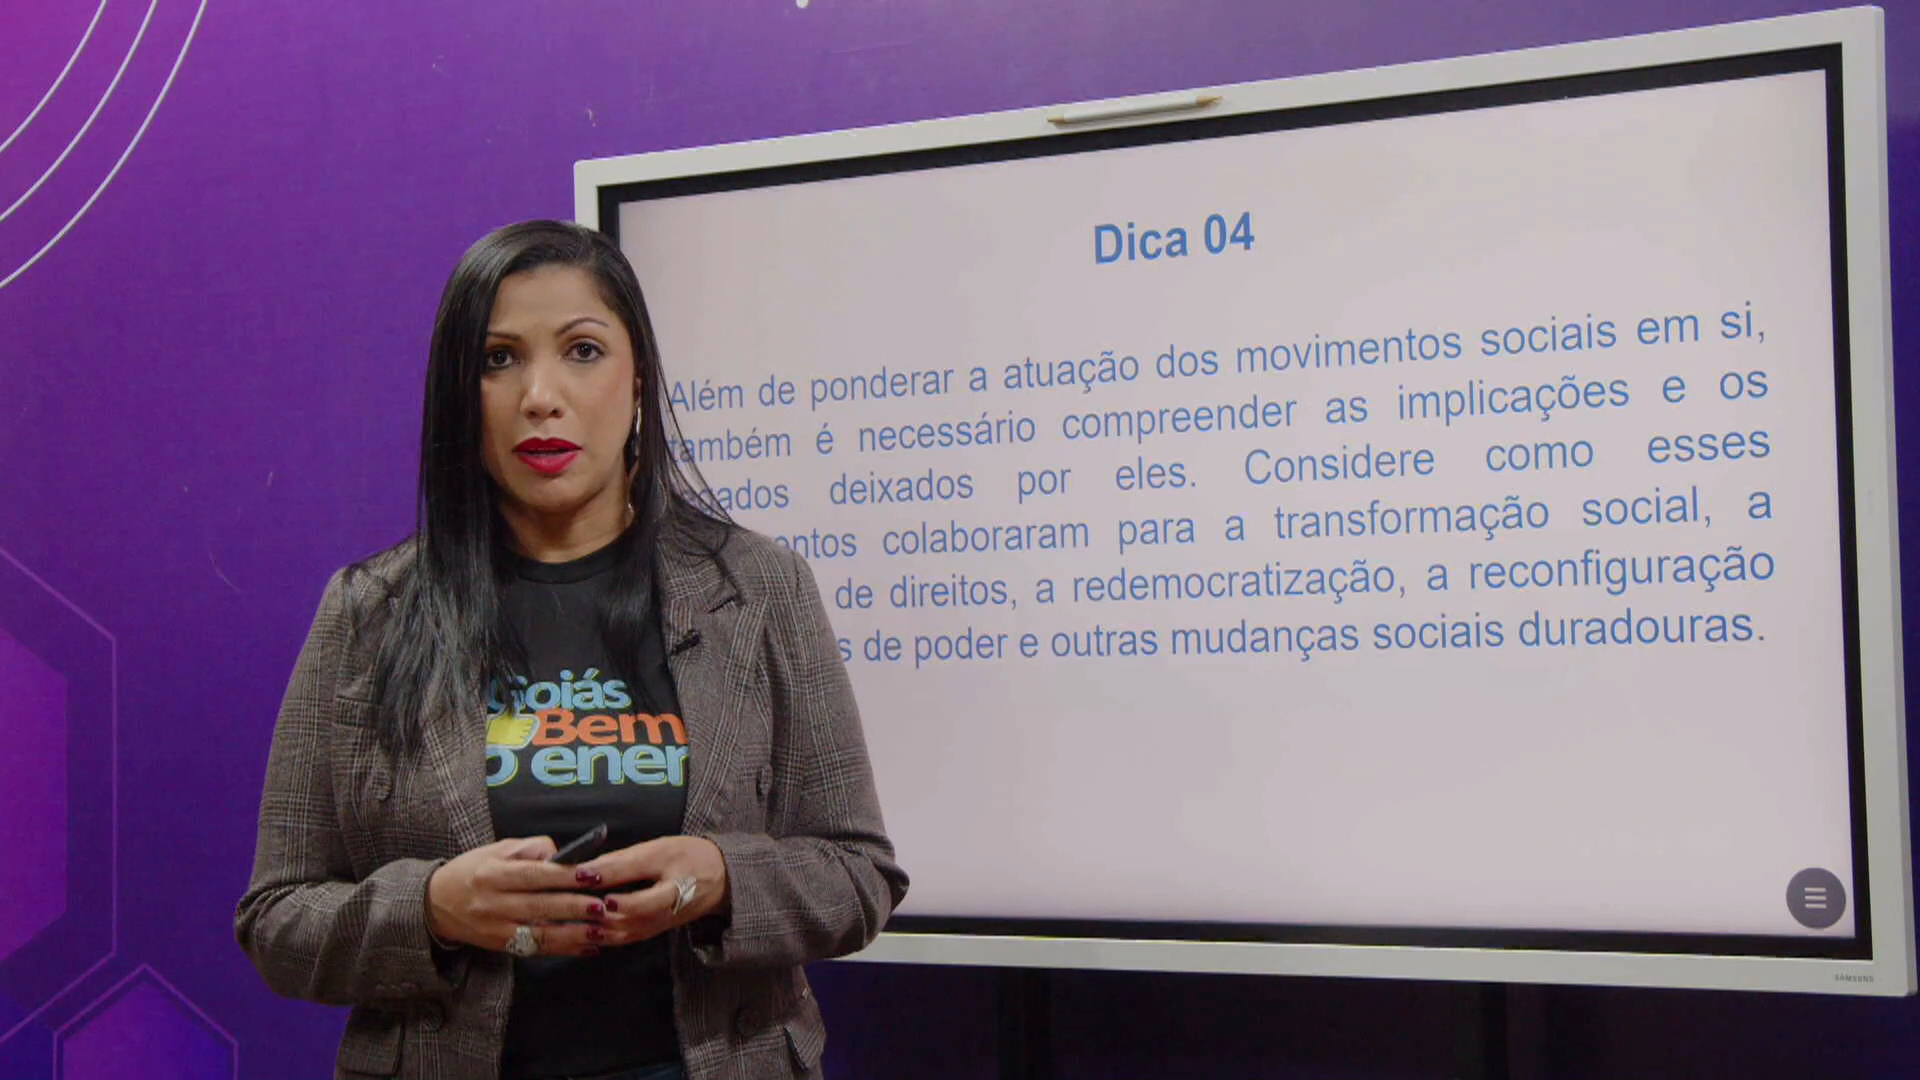 Dica 04
Além de ponderar a atuação dos movimentos sociais em si,
também é necessário compreender as implicações e os
deixados por eles. Considere como esses
colaboraram para a transformação social, a
de direitos, a redemocratização, a reconfiguração
de poder e outras mudanças sociais duradouras.
Goiás
Bem
ener
SAMSUNG